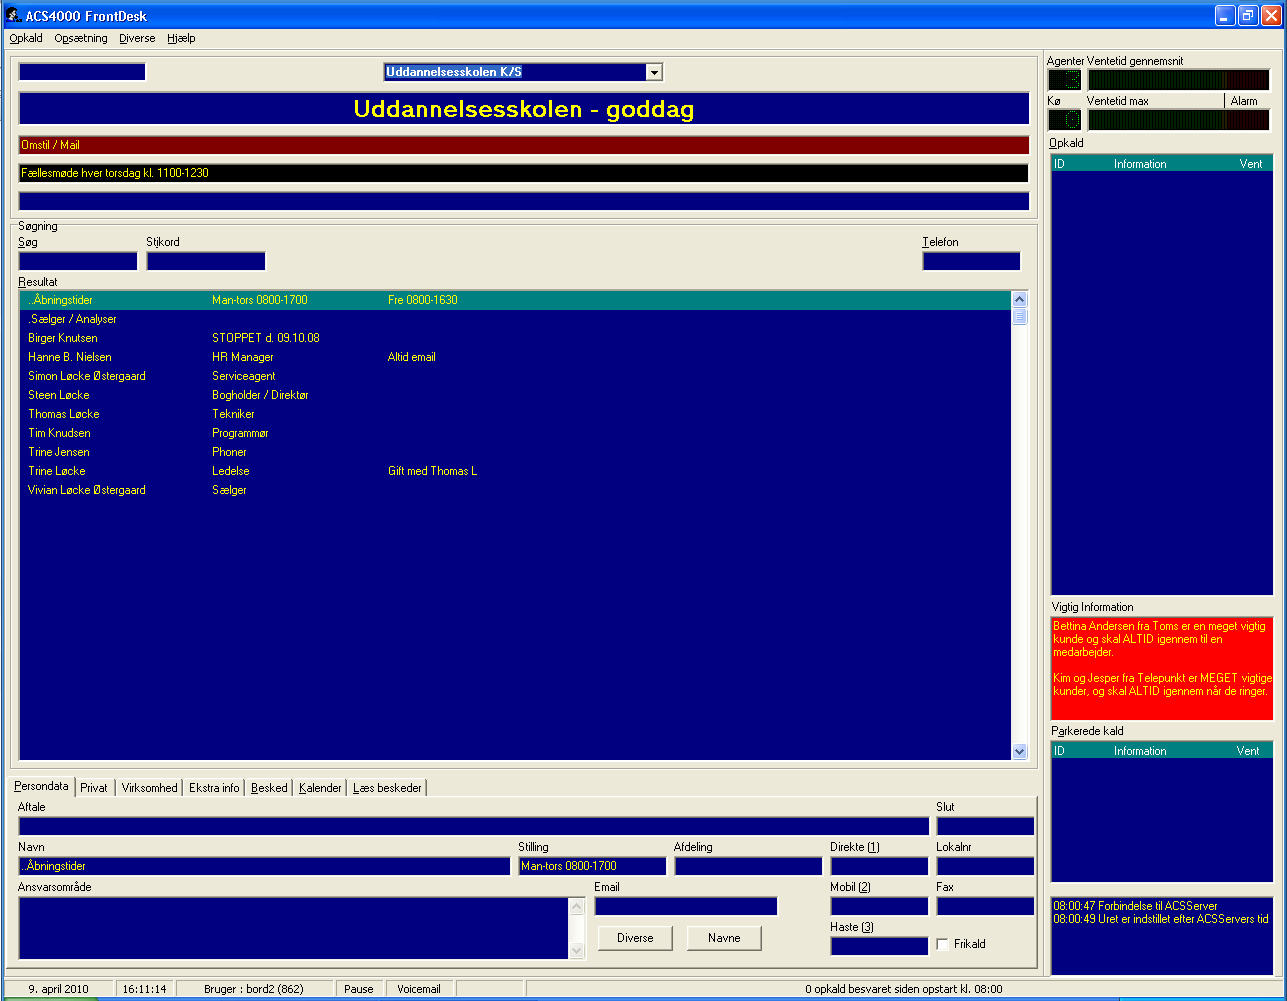 ACS4000 FrontDesk
Opkald Opsætning Diverse Hjælp
Uddannelsesskolen K/S
Uddannelsesskolen - goddag
Omstil / Mail
Fællesmøde hver torsdag kl. 1100-1230
Søgning
Søg Stikord Telefon
Resultat
..Åbningstider Man-tors 0800-1700 Fre 0800-1630
.Sælger / Analyser
Birger Knutsen STOPPET d. 09.10.08
Hanne B. Nielsen HR Manager Altid email
Simon Løcke Østergaard Serviceagent
Steen Løcke Bogholder / Direktør
Thomas Løcke Tekniker
Tim Knudsen Programmør
Trine Jensen Phoner
Trine Løcke Ledelse Gift med Thomas L
Vivian Løcke Østergaard Sælger
Persondata Privat Virksomhed Ekstra info Besked Kalender Læs beskeder
Aftale Slut
Navn Stilling Afdeling Direkte (1) Lokalnr
..Åbningstider Man-tors 0800-1700
Ansvarsområde Email Mobil (2) Fax
Haste (3)
Diverse Navne Frikald
Agenter Ventetid gennemsnit
3
Kø Ventetid max Alarm
0
Opkald
ID Information Vent
Vigtig Information
Bettina Andersen fra Toms er en meget vigtig
kunde og skal ALTID igennem til en
medarbejder.
Kim og Jesper fra Telepunkt er MEGET vigtige
kunder, og skal ALTID igennem når de ringer.
Parkerede kald
ID Information Vent
08:00:47 Forbindelse til ACSServer
08:00:49 Uret er indstillet efter ACSServers tid
9. april 2010 16:11:14 Bruger : bord2 (862) Pause Voicemail 0 opkald besvaret siden opstart kl. 08:00